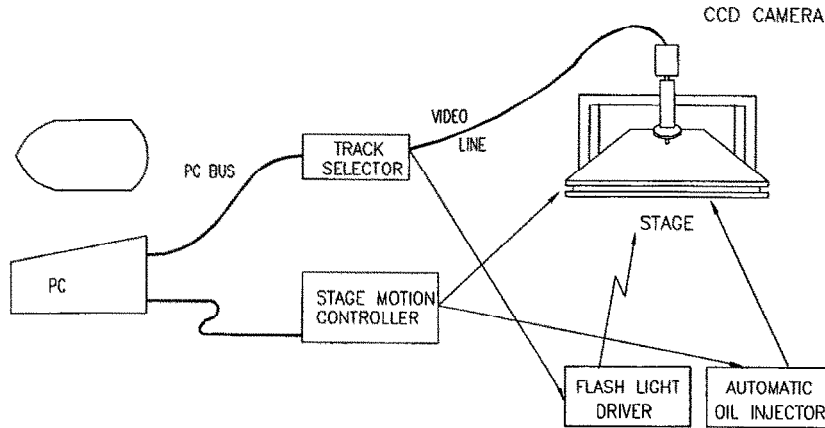 CCD CAMERA
VIDEO
LINE
TRACK
SELECTOR
PC BUS
STAGE
PC
STAGE MOTION
CONTROLLER
FLASH LIGHT
DRIVER
AUTOMATIC
OIL INJECTOR